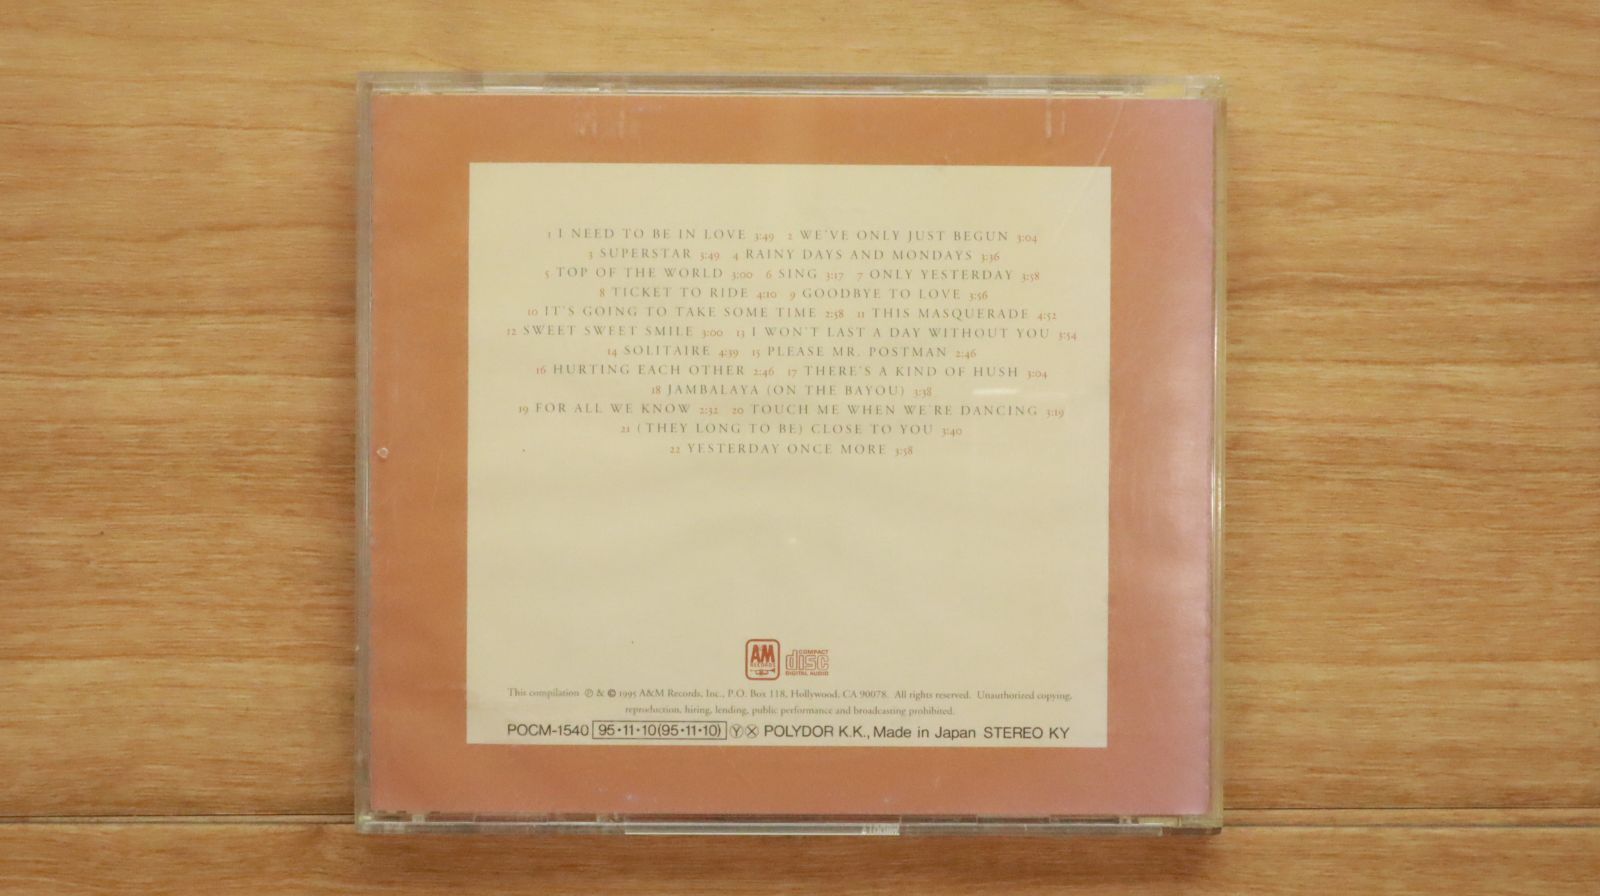 1 I NEED TO BE IN LOVE 3:49 2 WE'VE ONLY JUST BEGUN 3:04
3 SUPERSTAR 3:49 4 RAINY DAYS AND MONDAYS 3:36
5 TOP OF THE WORLD 3:00 6 SING 3:17 7 ONLY YESTERDAY 3:58
8 TICKET TO RIDE 4:10 9 GOODBYE TO LOVE 3:56
10 IT'S GOING TO TAKE SOME TIME 2:58 11 THIS MASQUERADE 4:52
12 SWEET SWEET SMILE 3:00 13 I WON'T LAST A DAY WITHOUT YOU 3:54
14 SOLITAIRE 4:39 15 PLEASE MR. POSTMAN 2:46
16 HURTING EACH OTHER 2:46 17 THERE'S A KIND OF HUSH 3:04
18 JAMBALAYA (ON THE BAYOU) 3:38
19 FOR ALL WE KNOW 2:32 20 TOUCH ME WHEN WE'RE DANCING 3:19
21 (THEY LONG TO BE) CLOSE TO YOU 3:40
22 YESTERDAY ONCE MORE 3:58
A&M RECORDS
COMPACT disc DIGITAL AUDIO
This compilation ℗ & © 1995 A&M Records, Inc., P.O. Box 118, Hollywood, CA 90078. All rights reserved. Unauthorized copying,
reproduction, hiring, lending, public performance and broadcasting prohibited.
POCM-1540 95・11・10(95・11・10) Ⓨ Ⓧ POLYDOR K.K., Made in Japan STEREO KY